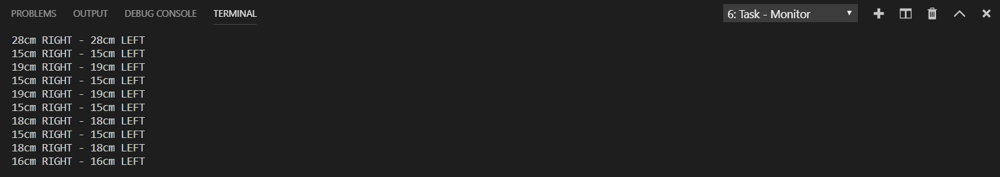 PROBLEMS OUTPUT DEBUG CONSOLE TERMINAL 6: Task - Monitor
28cm RIGHT - 28cm LEFT
15cm RIGHT - 15cm LEFT
19cm RIGHT - 19cm LEFT
15cm RIGHT - 15cm LEFT
19cm RIGHT - 19cm LEFT
15cm RIGHT - 15cm LEFT
18cm RIGHT - 18cm LEFT
15cm RIGHT - 15cm LEFT
18cm RIGHT - 18cm LEFT
16cm RIGHT - 16cm LEFT